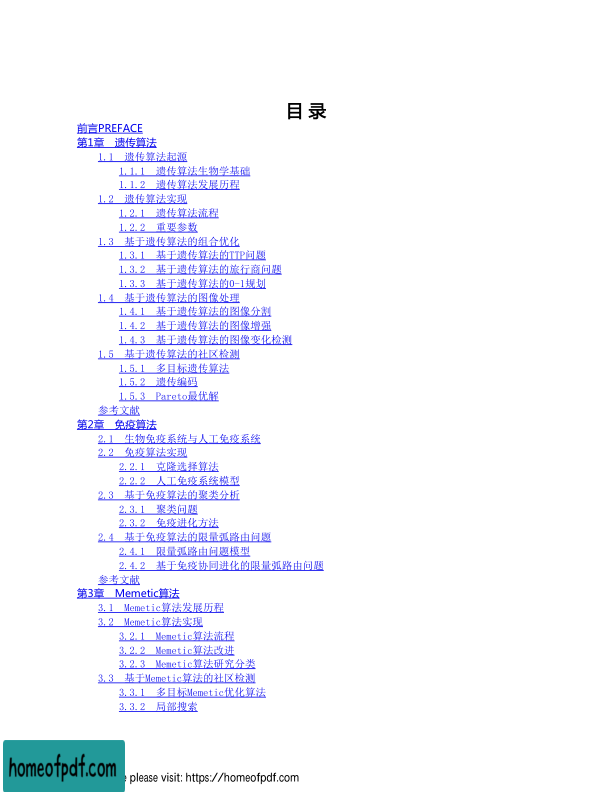 目 录
前言PREFACE
第1章 遗传算法
1.1 遗传算法起源
1.1.1 遗传算法生物学基础
1.1.2 遗传算法发展历程
1.2 遗传算法实现
1.2.1 遗传算法流程
1.2.2 重要参数
1.3 基于遗传算法的组合优化
1.3.1 基于遗传算法的TTP问题
1.3.2 基于遗传算法的旅行商问题
1.3.3 基于遗传算法的0-1规划
1.4 基于遗传算法的图像处理
1.4.1 基于遗传算法的图像分割
1.4.2 基于遗传算法的图像增强
1.4.3 基于遗传算法的图像变化检测
1.5 基于遗传算法的社区检测
1.5.1 多目标遗传算法
1.5.2 遗传编码
1.5.3 Pareto最优解
参考文献
第2章 免疫算法
2.1 生物免疫系统与人工免疫系统
2.2 免疫算法实现
2.2.1 克隆选择算法
2.2.2 人工免疫系统模型
2.3 基于免疫算法的聚类分析
2.3.1 聚类问题
2.3.2 免疫进化方法
2.4 基于免疫算法的限量弧路由问题
2.4.1 限量弧路由问题模型
2.4.2 基于免疫协同进化的限量弧路由问题
参考文献
第3章 Memetic算法
3.1 Memetic算法发展历程
3.2 Memetic算法实现
3.2.1 Memetic算法流程
3.2.2 Memetic算法改进
3.2.3 Memetic算法研究分类
3.3 基于Memetic算法的社区检测
3.3.1 多目标Memetic优化算法
3.3.2 局部搜索
homeofpdf.com
please visit: https://homeofpdf.com